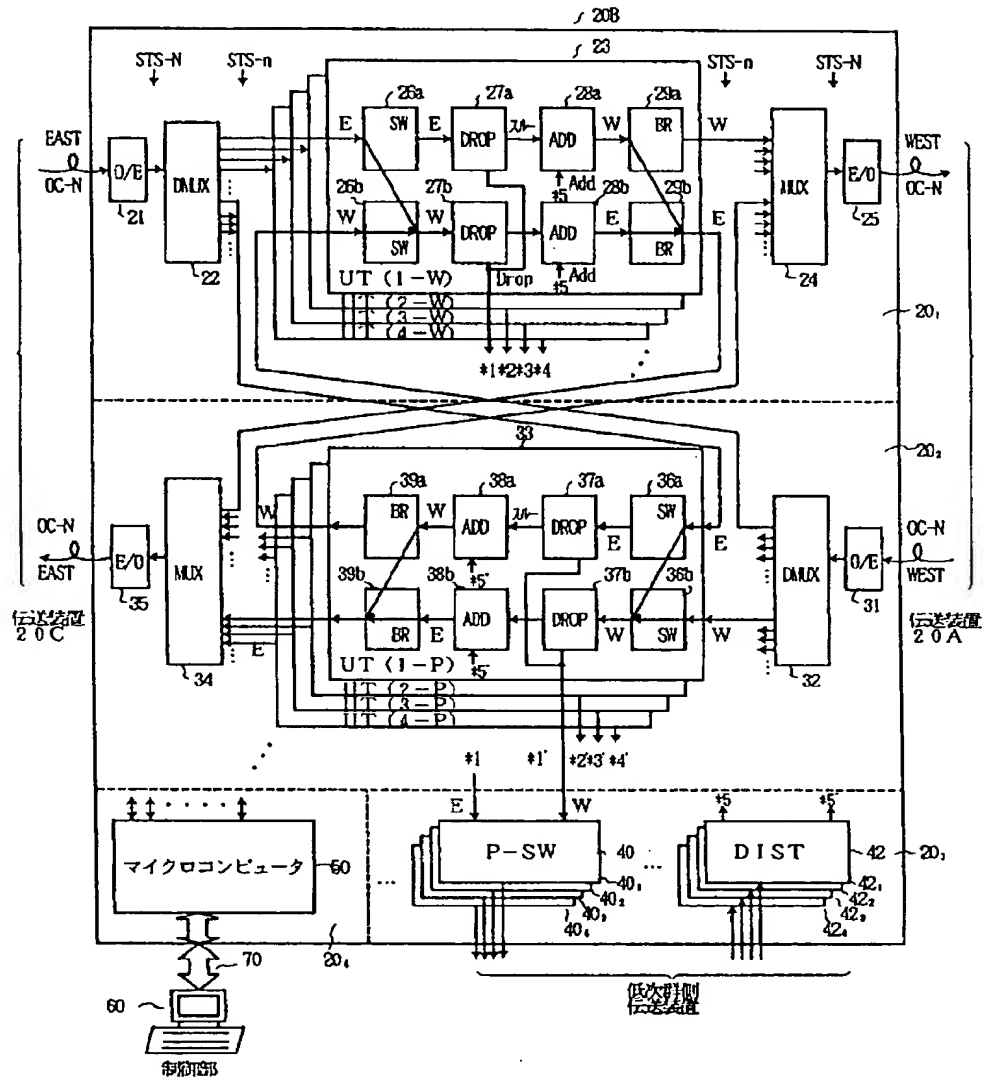 20B
STS-N
STS-n
23
STS-n
STS-N
26a
27a
28a
29a
EAST
OC-N
O/E
21
DMUX
22
E
SW
E
DROP
スルー
ADD
W
BR
W
*5
Add
MUX
24
E/O
25
WEST
OC-N
26b
27b
28b
29b
W
SW
W
DROP
ADD
E
BR
E
*5
Add
Drop
UT (1-W)
UT (2-W)
UT (3-W)
UT (4-W)
*1 *2 *3 *4
20₁
33
20₂
39a
38a
37a
36a
OC-N
EAST
E/O
35
MUX
34
W
BR
W
ADD
スルー
DROP
E
SW
E
*5'
DMUX
32
O/E
31
OC-N
WEST
39b
38b
37b
36b
BR
E
ADD
DROP
W
SW
W
*5
E
UT (1-P)
UT (2-P)
UT (3-P)
UT (4-P)
伝送装置
20C
伝送装置
20A
*1
*1'
*2' *3' *4'
E
W
*5
*5'
マイクロコンピュータ
50
P-SW
40
40₁
40₂
40₃
40₄
DIST
42
42₁
42₂
42₃
42₄
20₃
20₄
70
60
制御部
低次群側
伝送装置